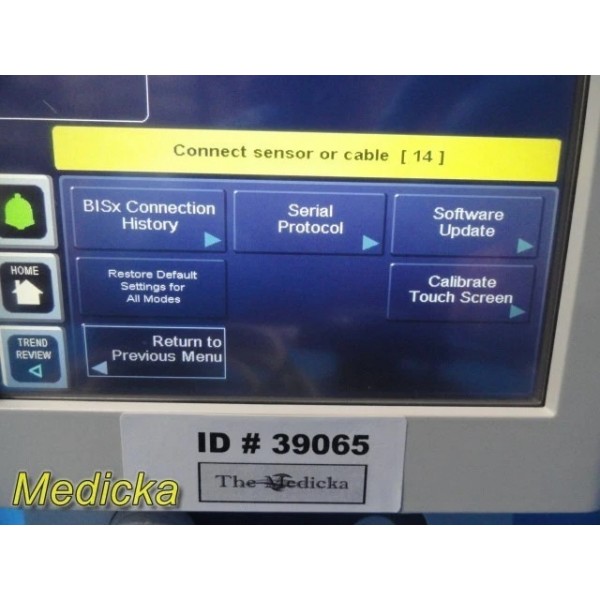 Connect sensor or cable [ 14 ]
BISx Connection
History
Serial
Protocol
Software
Update
HOME
Restore Default
Settings for
All Modes
Calibrate
Touch Screen
TREND
REVIEW
Return to
Previous Menu
ID # 39065
The Medicka
Medicka